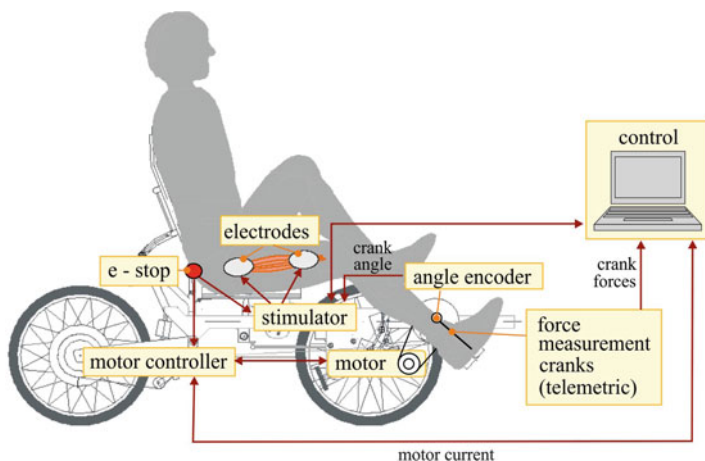 control
electrodes
crank
angle
e - stop
angle encoder
crank
forces
stimulator
force
measurement
cranks
(telemetric)
motor controller
motor
motor current